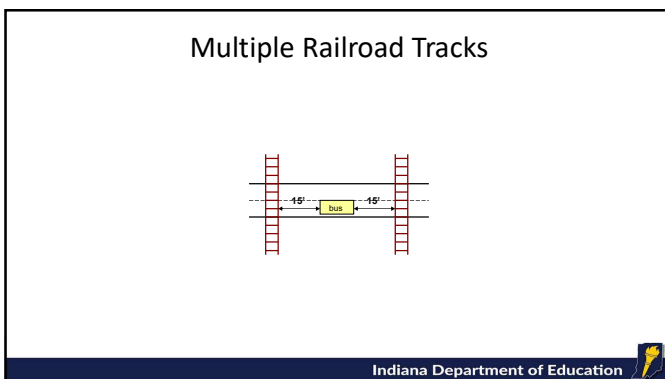 Multiple Railroad Tracks
15' bus 15'
Indiana Department of Education